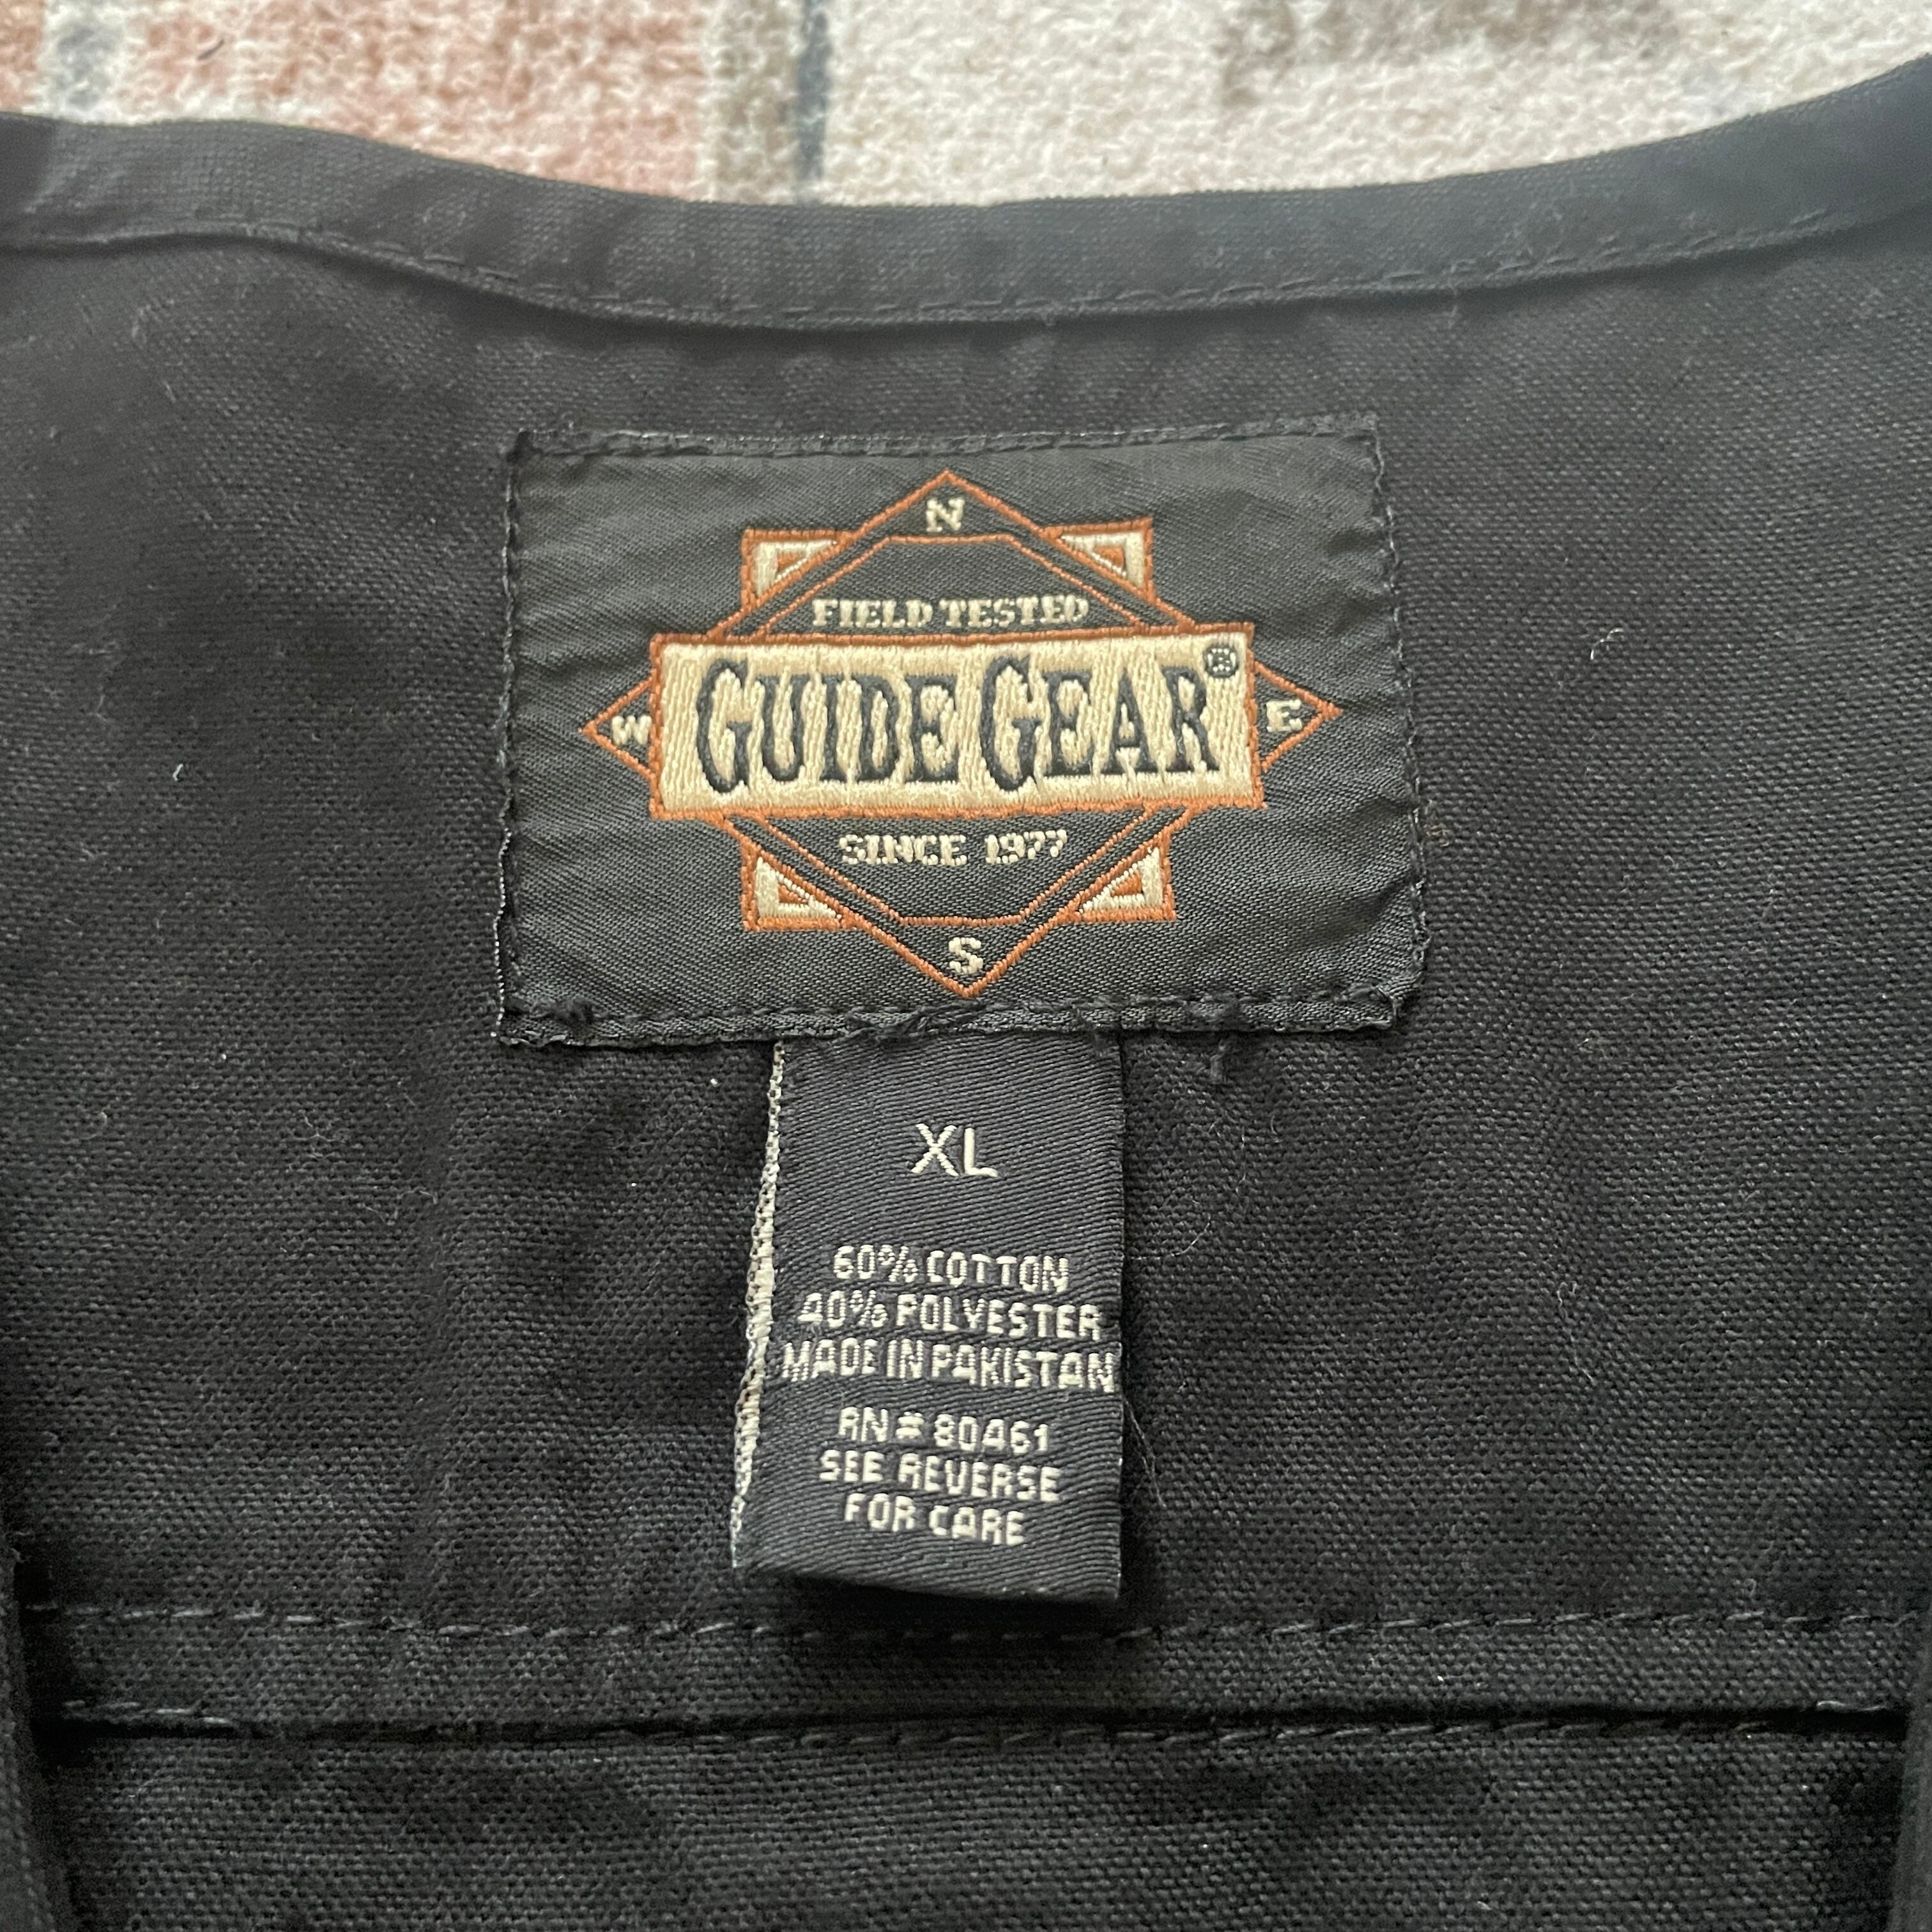 N
FIELD TESTED
W GUIDE GEAR® E
SINCE 1977
S
XL
60% COTTON
40% POLYESTER
MADE IN PAKISTAN
RN# 80461
SEE REVERSE
FOR CARE